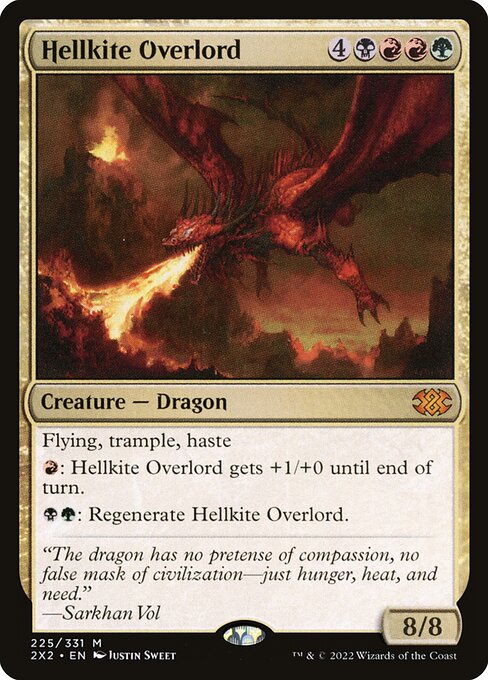 Hellkite Overlord 4
Creature — Dragon
Flying, trample, haste
: Hellkite Overlord gets +1/+0 until end of
turn.
: Regenerate Hellkite Overlord.
“The dragon has no pretense of compassion, no
false mask of civilization—just hunger, heat, and
need.”
—Sarkhan Vol
8/8
225/331 M
2X2 • EN Justin Sweet
™ & © 2022 Wizards of the Coast